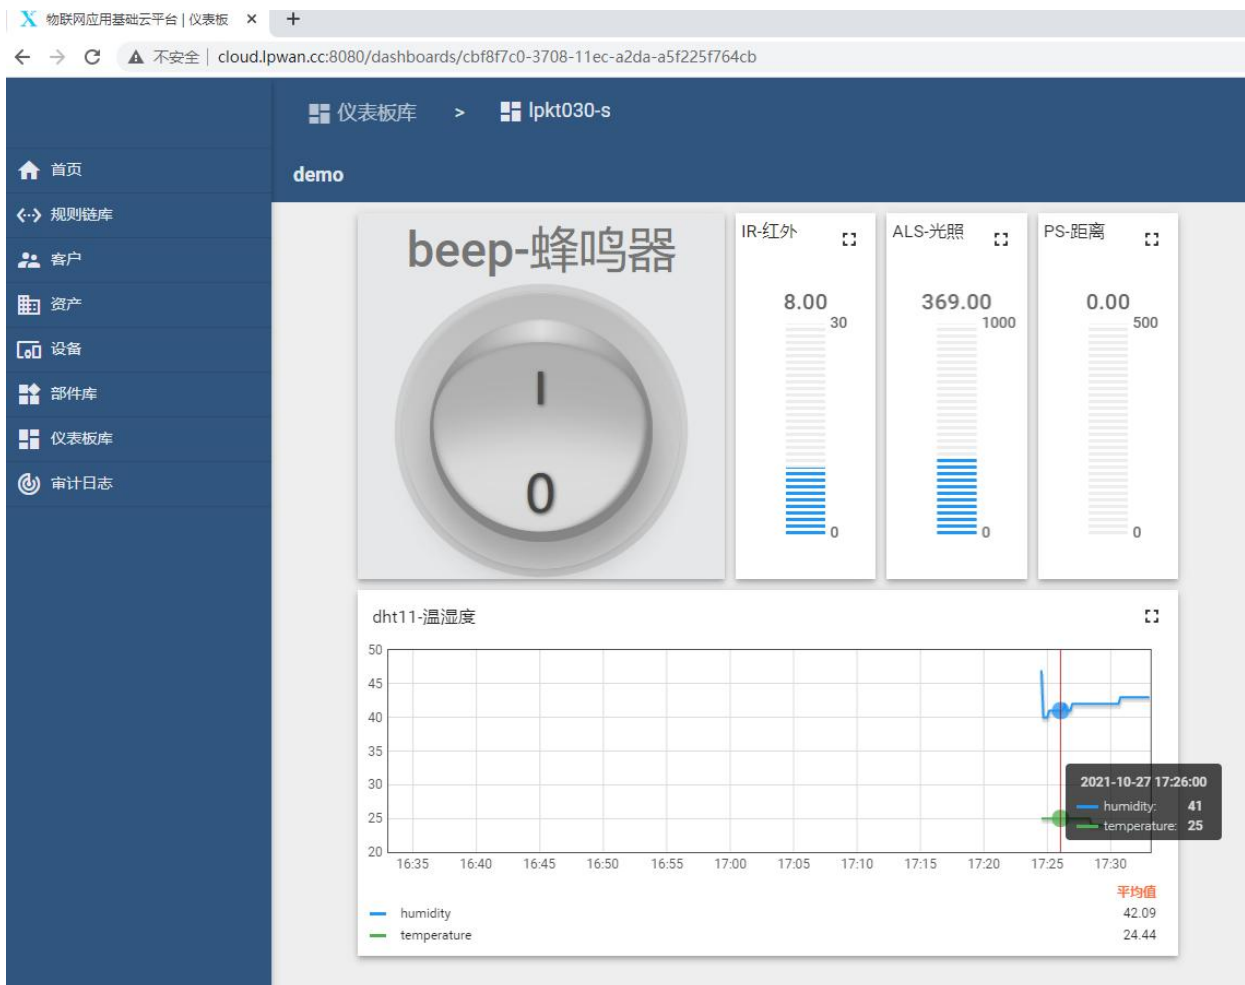 物联网应用基础云平台 | 仪表板
不安全 | cloud.lpwan.cc:8080/dashboards/cbf8f7c0-3708-11ec-a2da-a5f225f764cb
仪表板库 > lpkt030-s
demo
首页
规则链库
客户
资产
设备
部件库
仪表板库
审计日志
beep-蜂鸣器
I
0
IR-红外
8.00
30
0
ALS-光照
369.00
1000
0
PS-距离
0.00
500
0
dht11-温湿度
50
45
40
35
30
25
20
16:35 16:40 16:45 16:50 16:55 17:00 17:05 17:10 17:15 17:20 17:25 17:30
2021-10-27 17:26:00
humidity: 41
temperature: 25
平均值
humidity 42.09
temperature 24.44